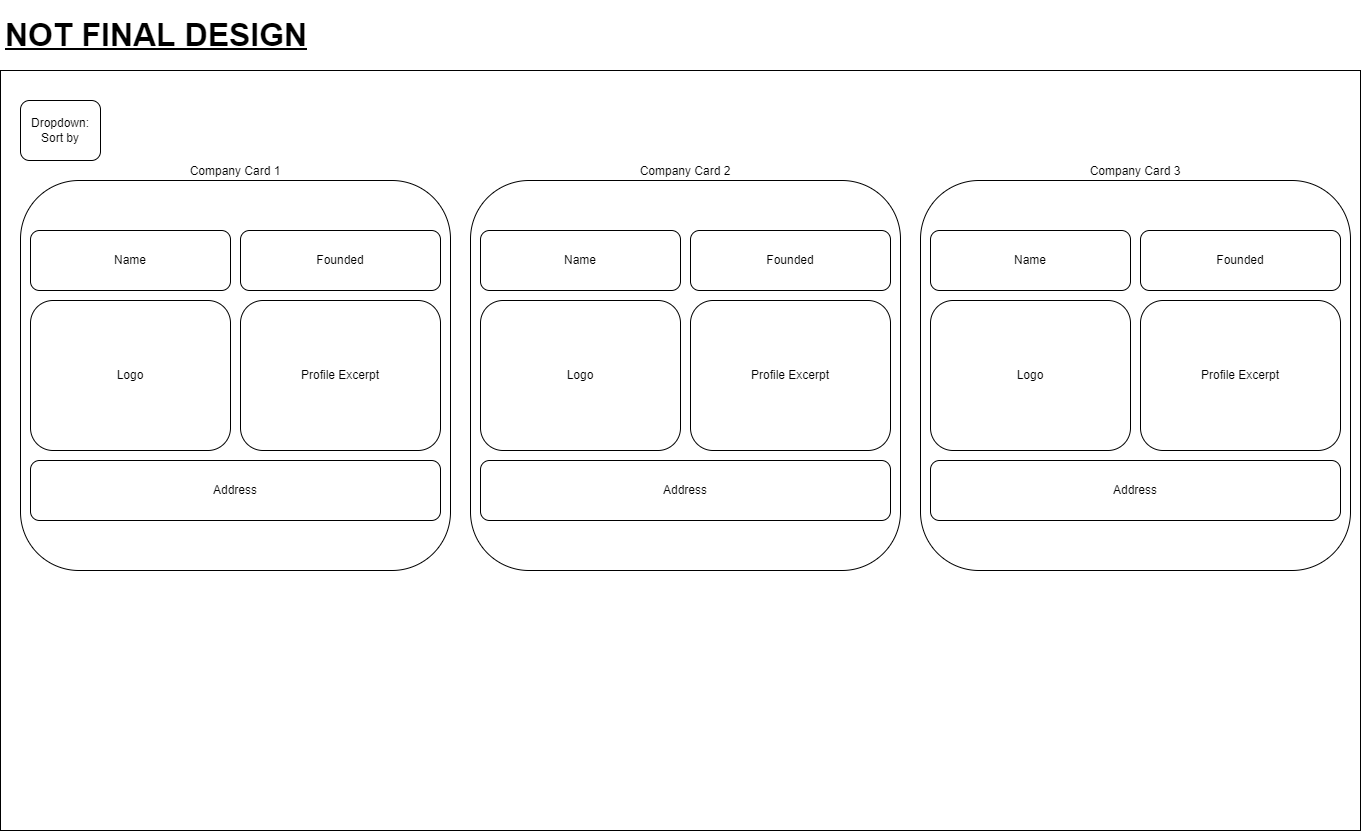 NOT FINAL DESIGN
Dropdown:
Sort by
Company Card 1
Company Card 2
Company Card 3
Name
Founded
Name
Founded
Name
Founded
Logo
Profile Excerpt
Logo
Profile Excerpt
Logo
Profile Excerpt
Address
Address
Address